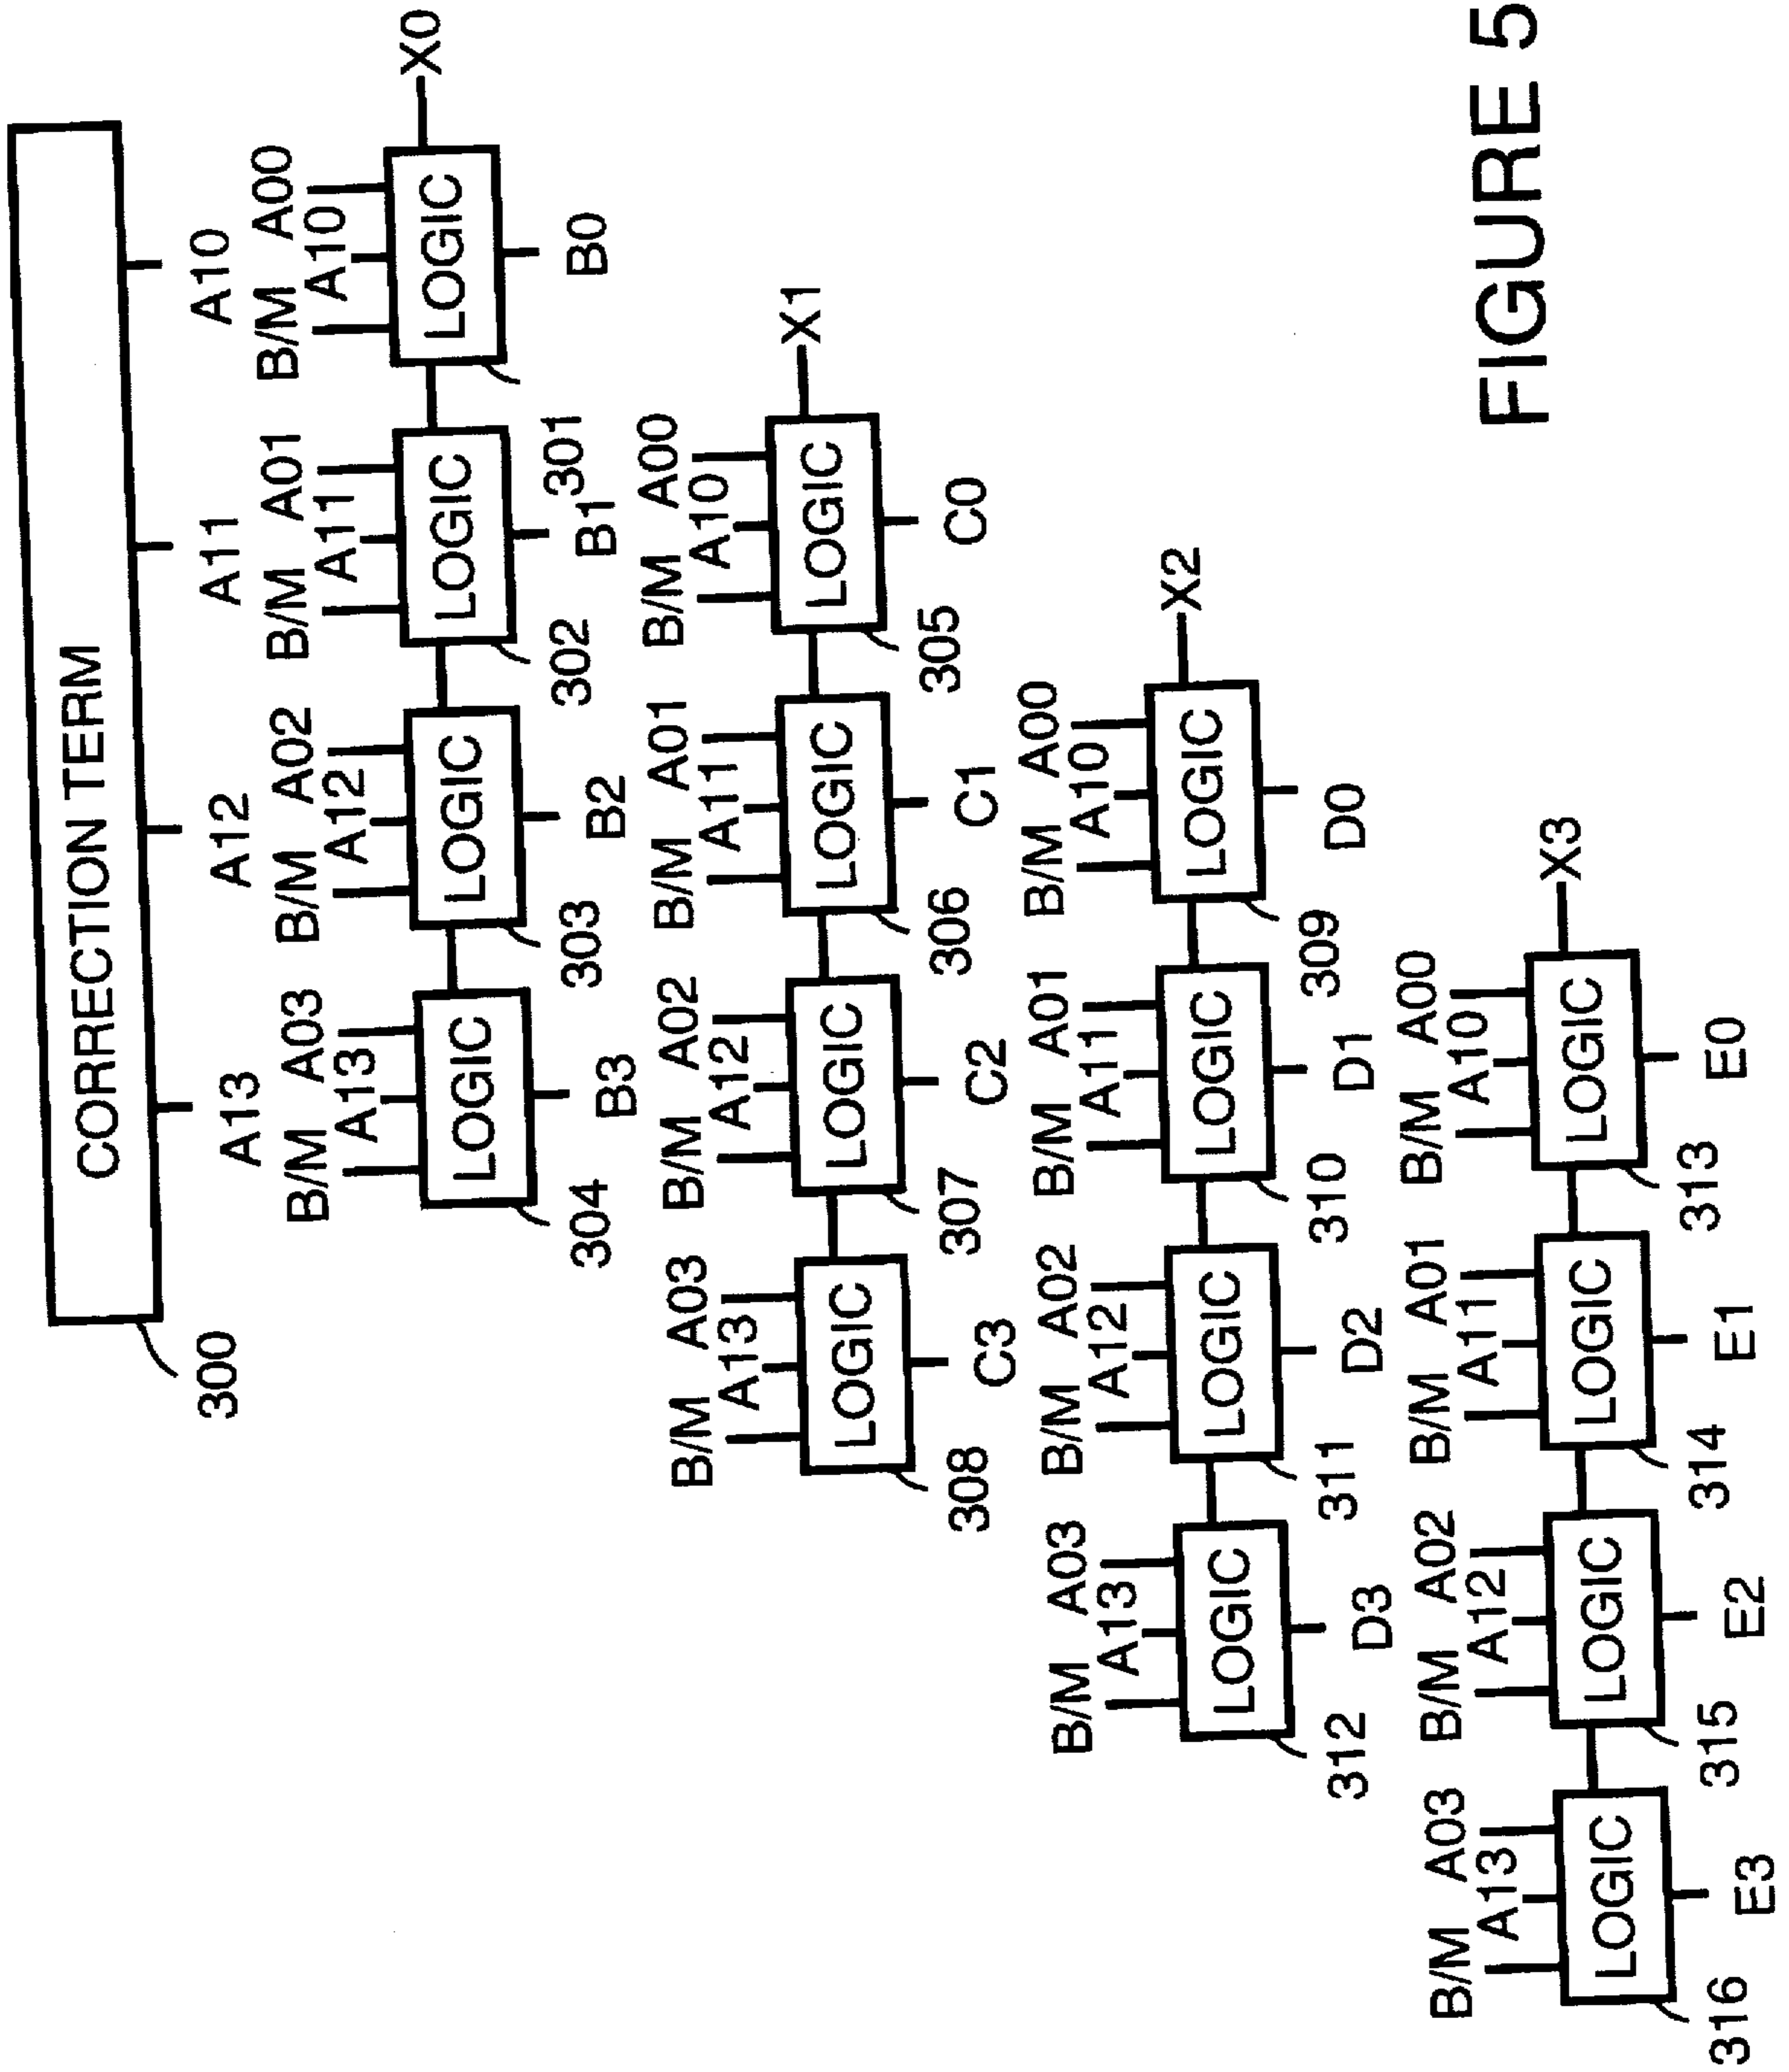 CORRECTION TERM
300 A13 A12 A11 A10
B/M A03 B/M A02 B/M A01 B/M A00
A13 A12 A11 A10
LOGIC LOGIC LOGIC LOGIC X0
304 B3 303 B2 302 B1 301 B0
B/M A03 B/M A02 B/M A01 B/M A00
A13 A12 A11 A10
LOGIC LOGIC LOGIC LOGIC X1
308 C3 307 C2 306 C1 305 C0
B/M A03 B/M A02 B/M A01 B/M A00
A13 A12 A11 A10
LOGIC LOGIC LOGIC LOGIC X2
312 D3 311 D2 310 D1 309 D0
B/M A03 B/M A02 B/M A01 B/M A00
A13 A12 A11 A10
LOGIC LOGIC LOGIC LOGIC X3
316 E3 315 E2 314 E1 313 E0
FIGURE 5